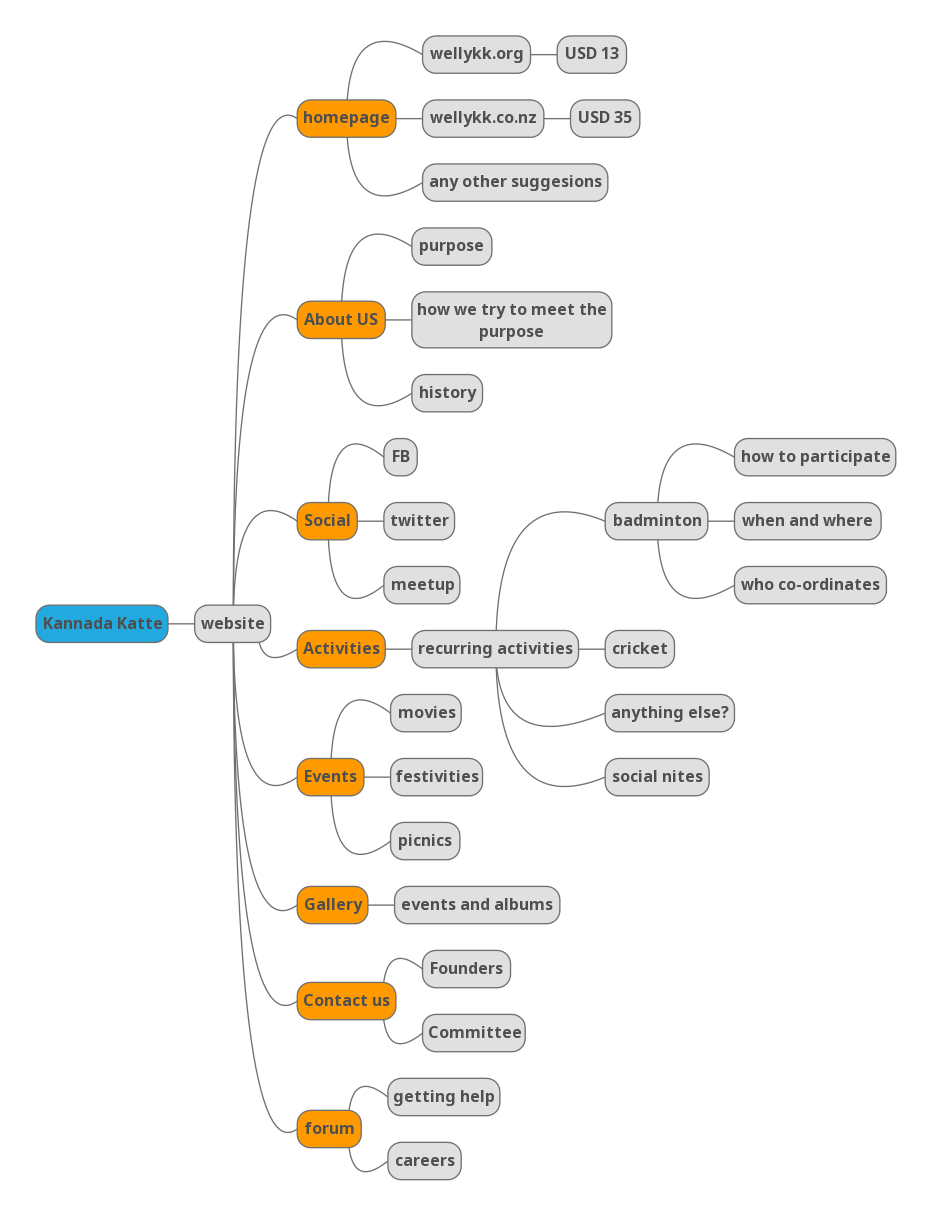 Kannada Katte
website
homepage
wellykk.org
USD 13
wellykk.co.nz
USD 35
any other suggesions
About US
purpose
how we try to meet the
purpose
history
Social
FB
twitter
meetup
Activities
recurring activities
badminton
how to participate
when and where
who co-ordinates
cricket
anything else?
social nites
Events
movies
festivities
picnics
Gallery
events and albums
Contact us
Founders
Committee
forum
getting help
careers